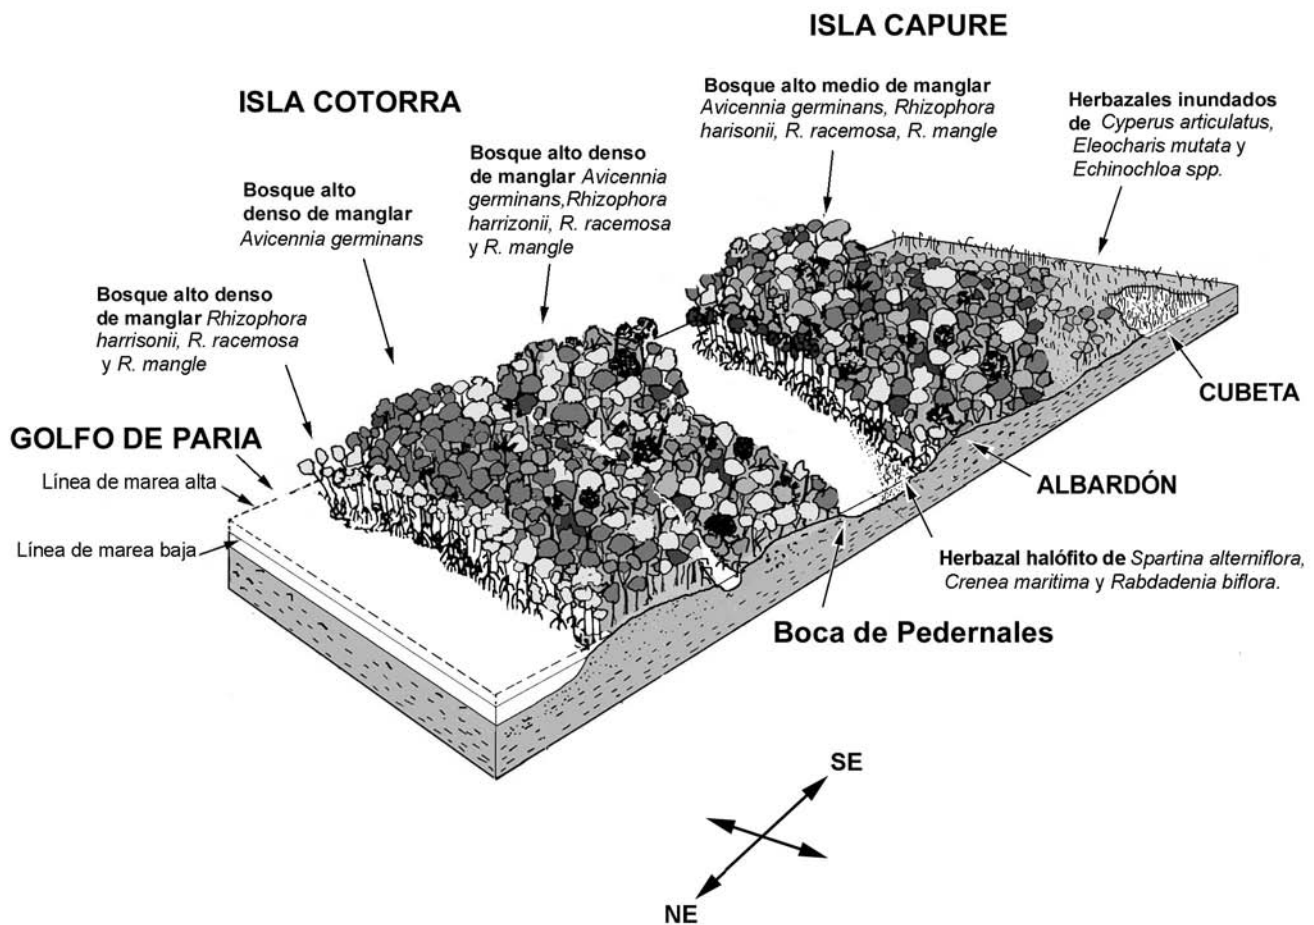 ISLA CAPURE
ISLA COTORRA
Bosque alto medio de manglar
Avicennia germinans, Rhizophora
harisonii, R. racemosa, R. mangle
Herbazales inundados
de Cyperus articulatus,
Eleocharis mutata y
Echinochloa spp.
Bosque alto denso
de manglar Avicennia
germinans,Rhizophora
harrizonii, R. racemosa
y R. mangle
Bosque alto
denso de manglar
Avicennia germinans
Bosque alto denso
de manglar Rhizophora
harrisonii, R. racemosa
y R. mangle
GOLFO DE PARIA
Línea de marea alta
Línea de marea baja
CUBETA
ALBARDÓN
Herbazal halófito de Spartina alterniflora,
Crenea maritima y Rabdadenia biflora.
Boca de Pedernales
SE
NE